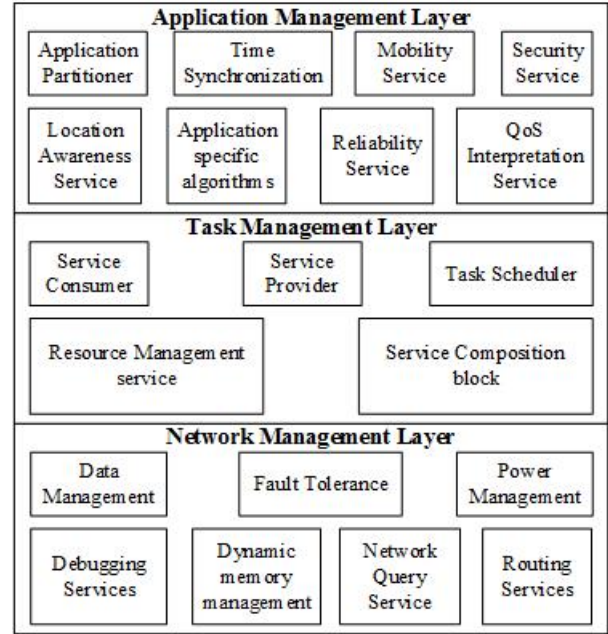 Application Management Layer
Application
Partitioner
Time
Synchronization
Mobility
Service
Security
Service
Location
Awareness
Service
Application
specific
algorithms
Reliability
Service
QoS
Interpretation
Service
Task Management Layer
Service
Consumer
Service
Provider
Task Scheduler
Resource Management
service
Service Composition
block
Network Management Layer
Data
Management
Fault Tolerance
Power
Management
Debugging
Services
Dynamic
memory
management
Network
Query
Service
Routing
Services